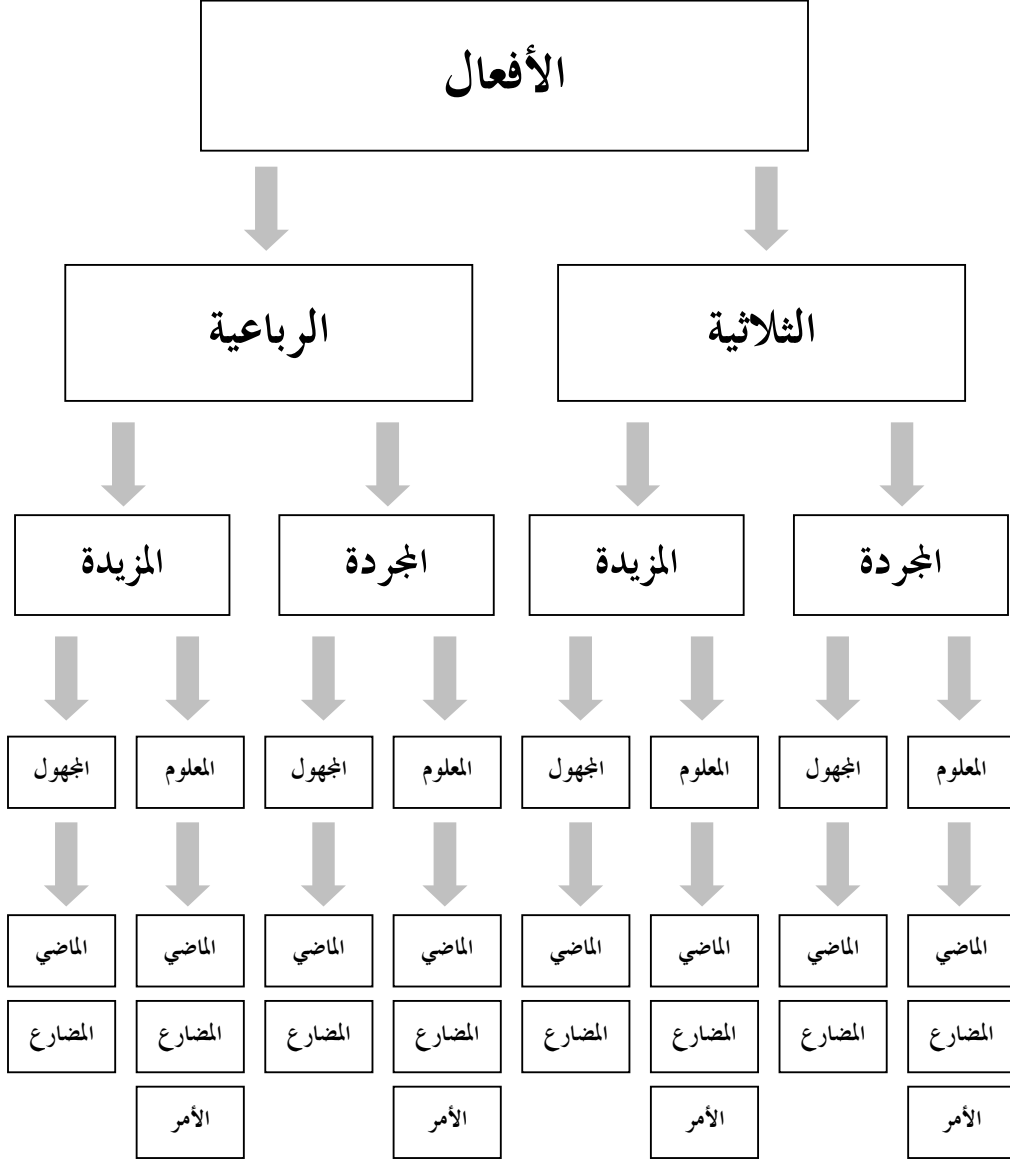 الأفعال
الثلاثية الرباعية
المجردة المزيدة المجردة المزيدة
المعلوم المجهول المعلوم المجهول المعلوم المجهول المعلوم المجهول
الماضي الماضي الماضي الماضي الماضي الماضي الماضي الماضي
المضارع المضارع المضارع المضارع المضارع المضارع المضارع المضارع
الأمر الأمر الأمر الأمر